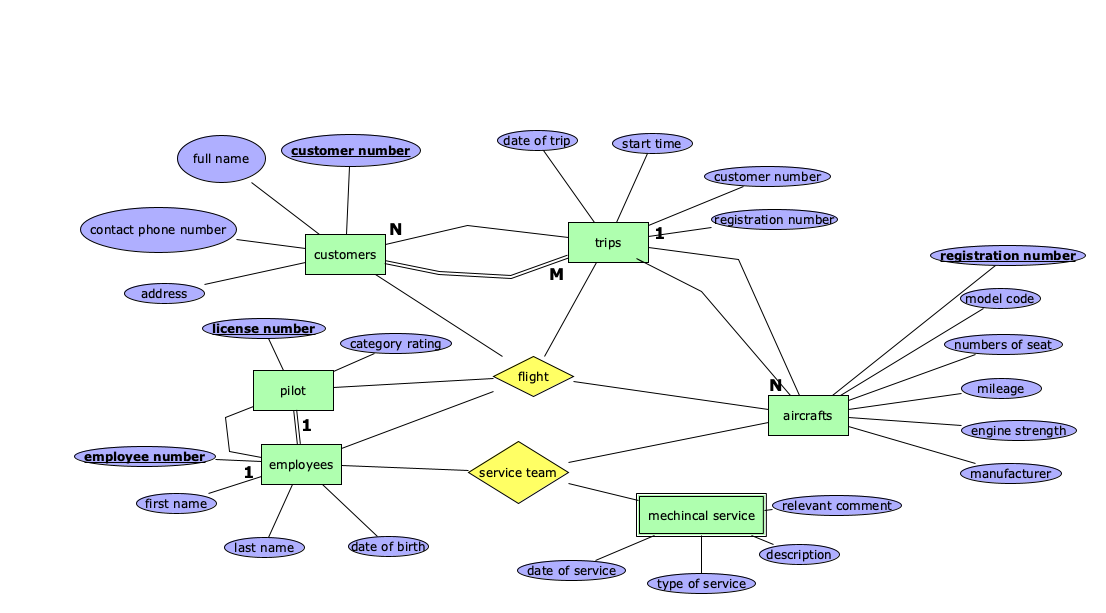 date of trip
start time
full name
customer number
customer number
registration number
contact phone number
N
1
customers
trips
registration number
M
address
model code
license number
category rating
numbers of seat
pilot
flight
N
mileage
aircrafts
1
engine strength
employee number
employees
1
service team
manufacturer
first name
mechincal service
relevant comment
last name
date of birth
description
date of service
type of service